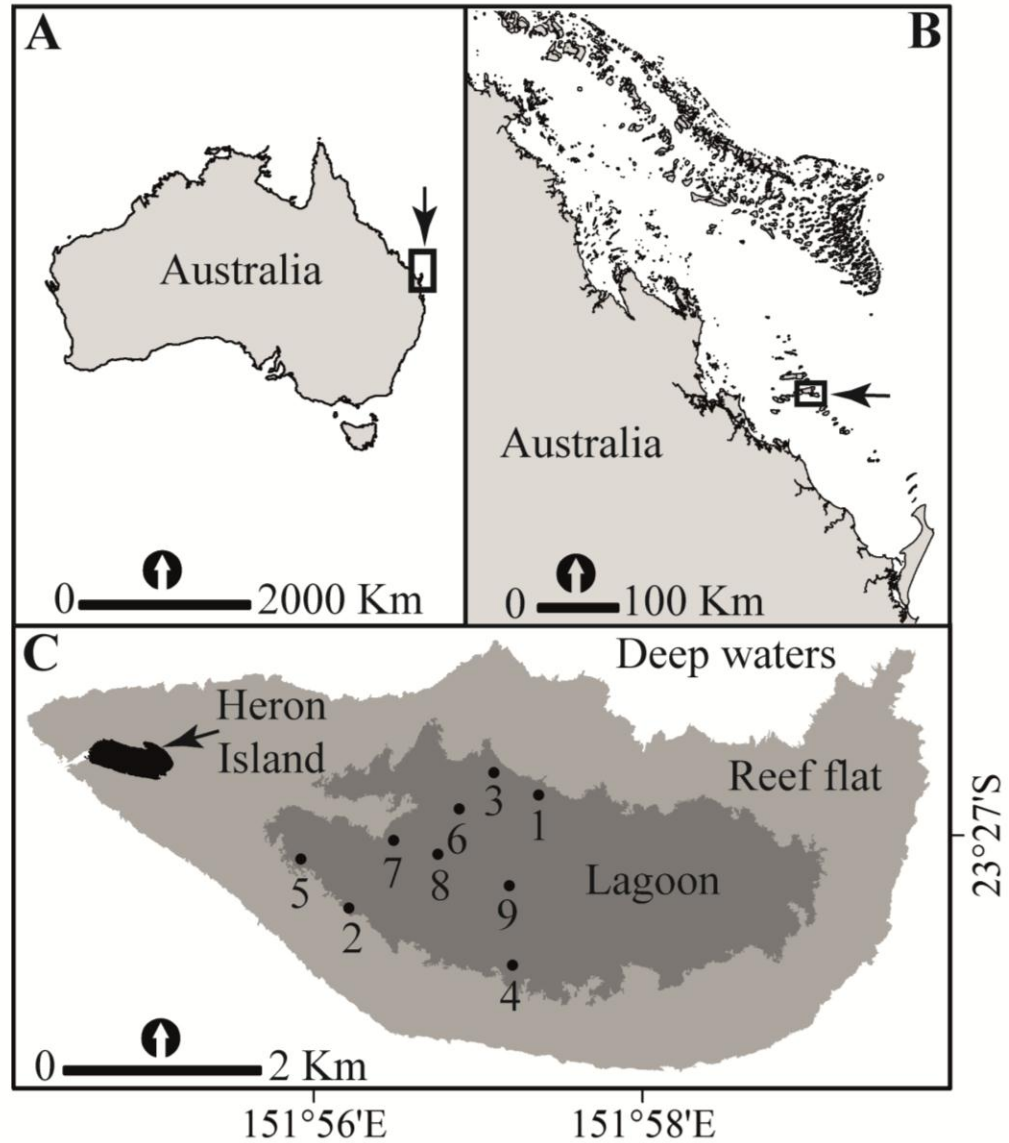 A
B
Australia
Australia
0 2000 Km
0 100 Km
C
Deep waters
Heron
Island
Reef flat
3
1
6
7
8
Lagoon
5
9
2
4
0 2 Km
23°27'S
151°56'E
151°58'E